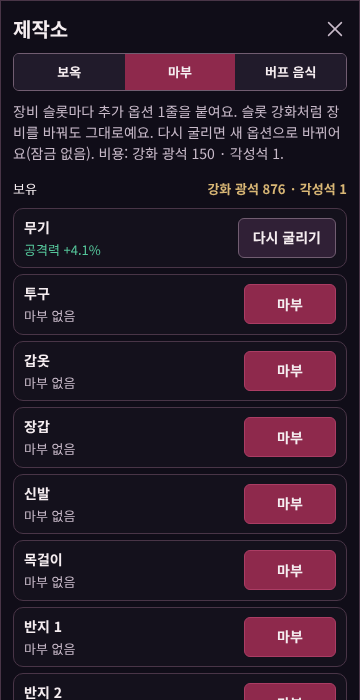 제작소
보옥
마부
버프 음식
장비 슬롯마다 추가 옵션 1줄을 붙여요. 슬롯 강화처럼 장
비를 바꿔도 그대로예요. 다시 굴리면 새 옵션으로 바뀌어
요(잠금 없음). 비용: 강화 광석 150 · 각성석 1.
보유
강화 광석 876 · 각성석 1
무기
공격력 +4.1%
다시 굴리기
투구
마부 없음
마부
갑옷
마부 없음
마부
장갑
마부 없음
마부
신발
마부 없음
마부
목걸이
마부 없음
마부
반지 1
마부 없음
마부
반지 2
마부